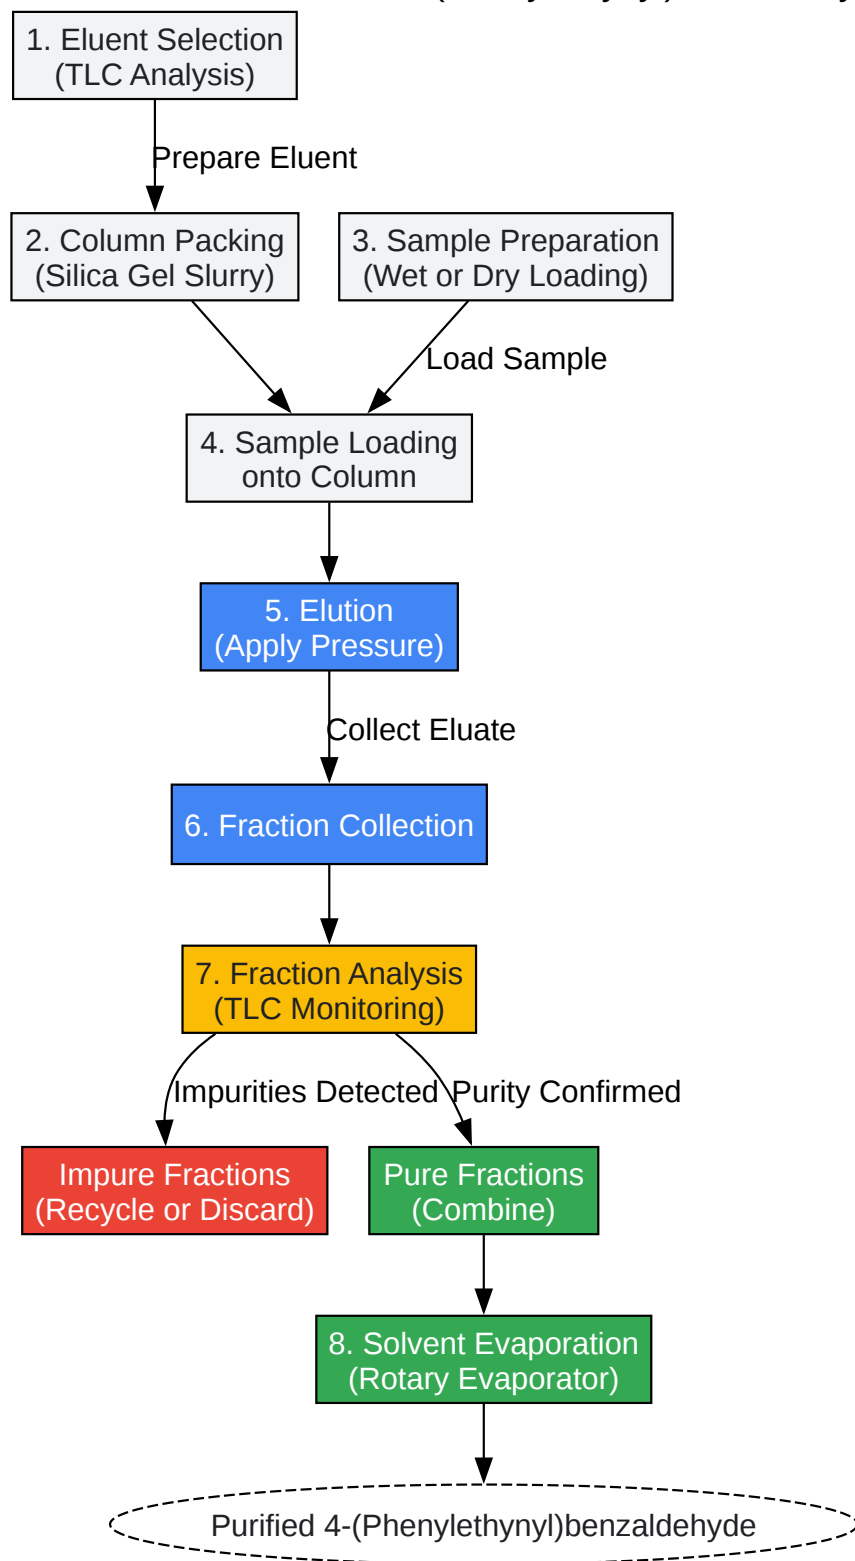 1. Eluent Selection
(TLC Analysis)
Prepare Eluent
2. Column Packing
(Silica Gel Slurry)
3. Sample Preparation
(Wet or Dry Loading)
Load Sample
4. Sample Loading
onto Column
5. Elution
(Apply Pressure)
Collect Eluate
6. Fraction Collection
7. Fraction Analysis
(TLC Monitoring)
Impurities Detected
Purity Confirmed
Impure Fractions
(Recycle or Discard)
Pure Fractions
(Combine)
8. Solvent Evaporation
(Rotary Evaporator)
Purified 4-(Phenylethynyl)benzaldehyde